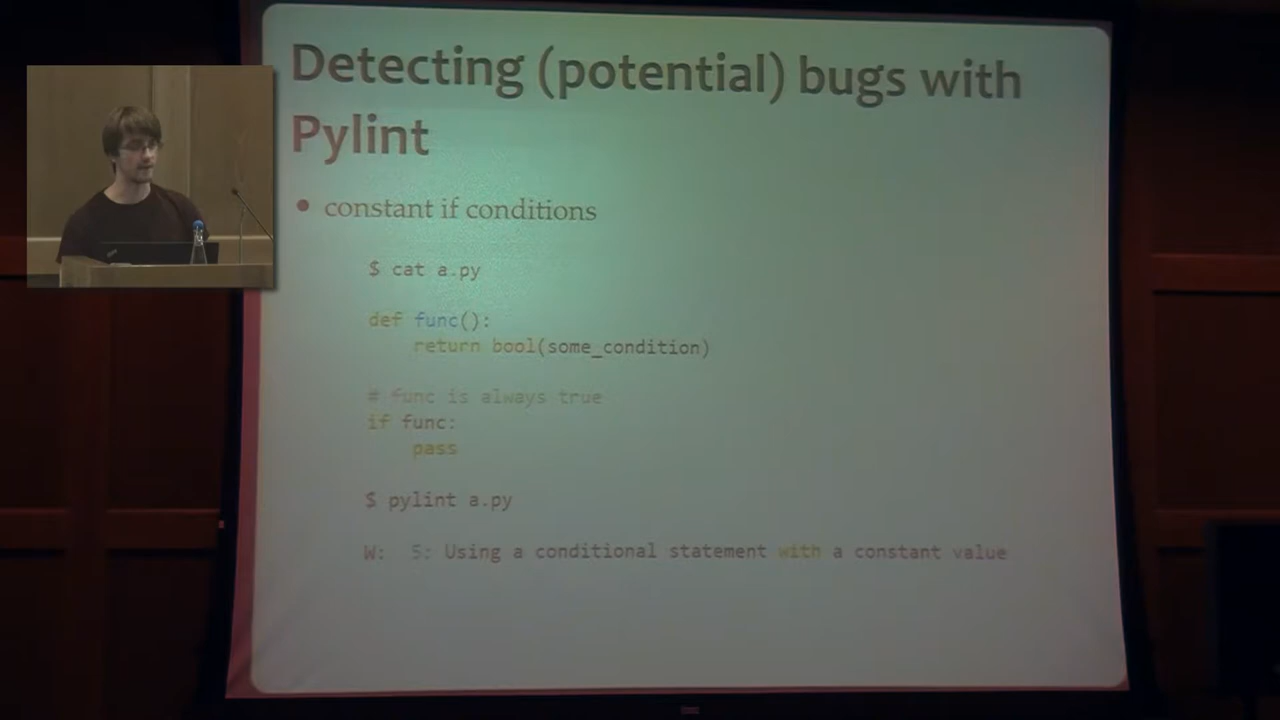 Detecting (potential) bugs with
Pylint
constant if conditions
$ cat a.py
def func():
return bool(some_condition)
# func is always true
if func:
pass
$ pylint a.py
W: 5: Using a conditional statement with a constant value